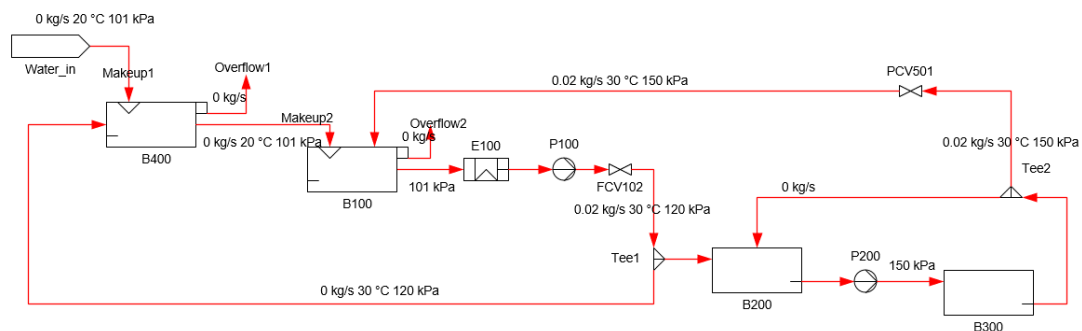 0 kg/s 20 °C 101 kPa
Water_in
Makeup1
Overflow1
0 kg/s
B400
Makeup2
0 kg/s 20 °C 101 kPa
Overflow2
0 kg/s
B100
101 kPa
E100
P100
FCV102
0.02 kg/s 30 °C 120 kPa
0.02 kg/s 30 °C 150 kPa
PCV501
0.02 kg/s 30 °C 150 kPa
Tee2
0 kg/s
Tee1
0 kg/s 30 °C 120 kPa
B200
P200
150 kPa
B300